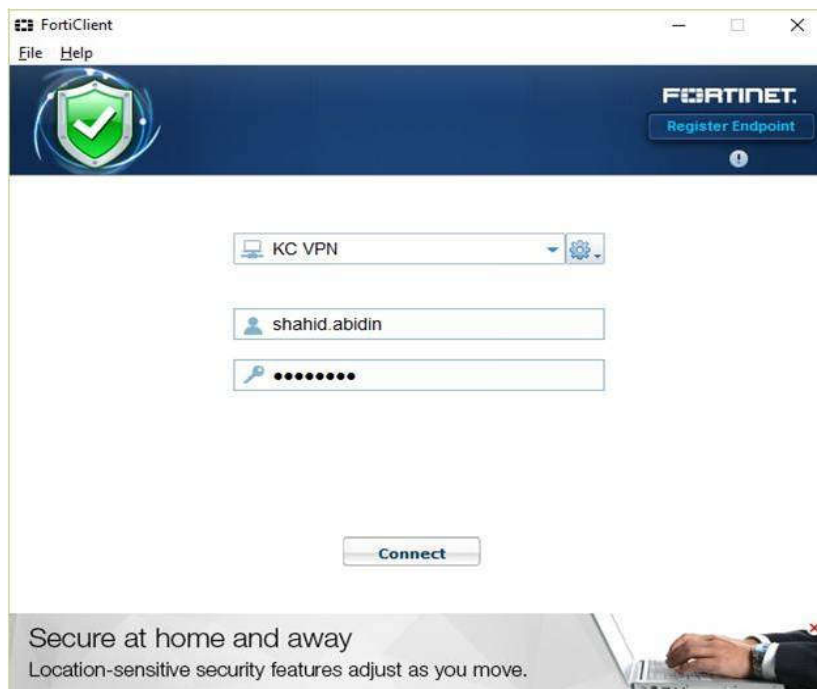 FortiClient
File Help
FORTINET.
Register Endpoint
KC VPN
shahid.abidin
••••••••
Connect
Secure at home and away
Location-sensitive security features adjust as you move.